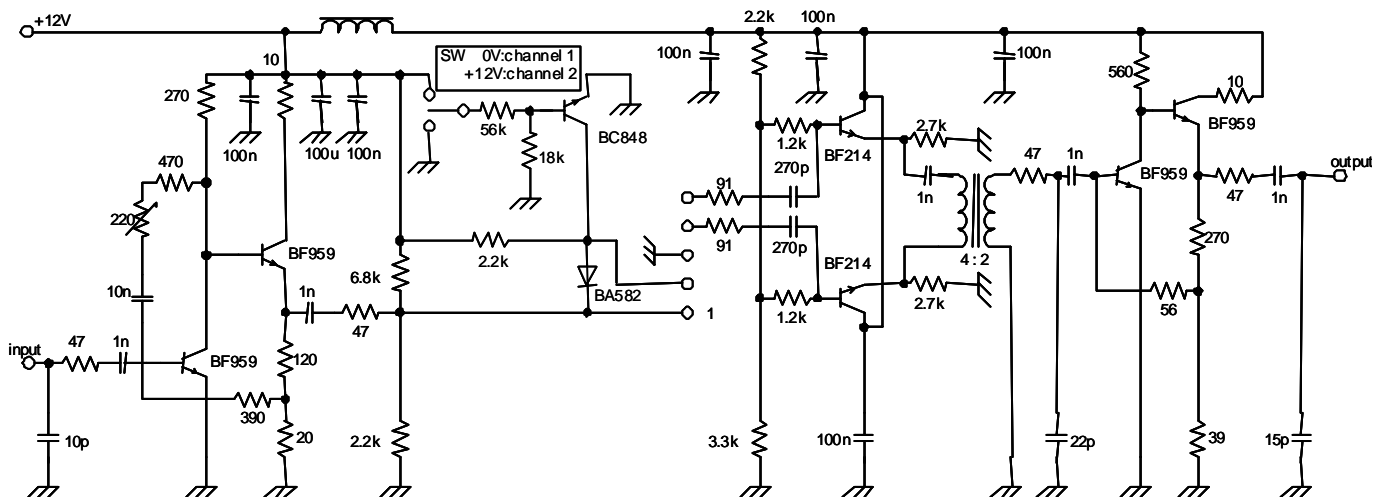 +12V
2.2k
100n
SW 0V:channel 1
+12V:channel 2
10
100n
100n
560
10
270
56k
BC848
BF959
100n
100u
100n
18k
1.2k
BF214
2.7k
470
270p
47
1n
BF959
output
220
91
1n
47
1n
91
270p
270
BF959
2.2k
BF214
4 : 2
6.8k
10n
1n
BA582
2.7k
56
47
1
1.2k
input
47
1n
BF959
120
390
10p
20
2.2k
3.3k
100n
22p
39
15p